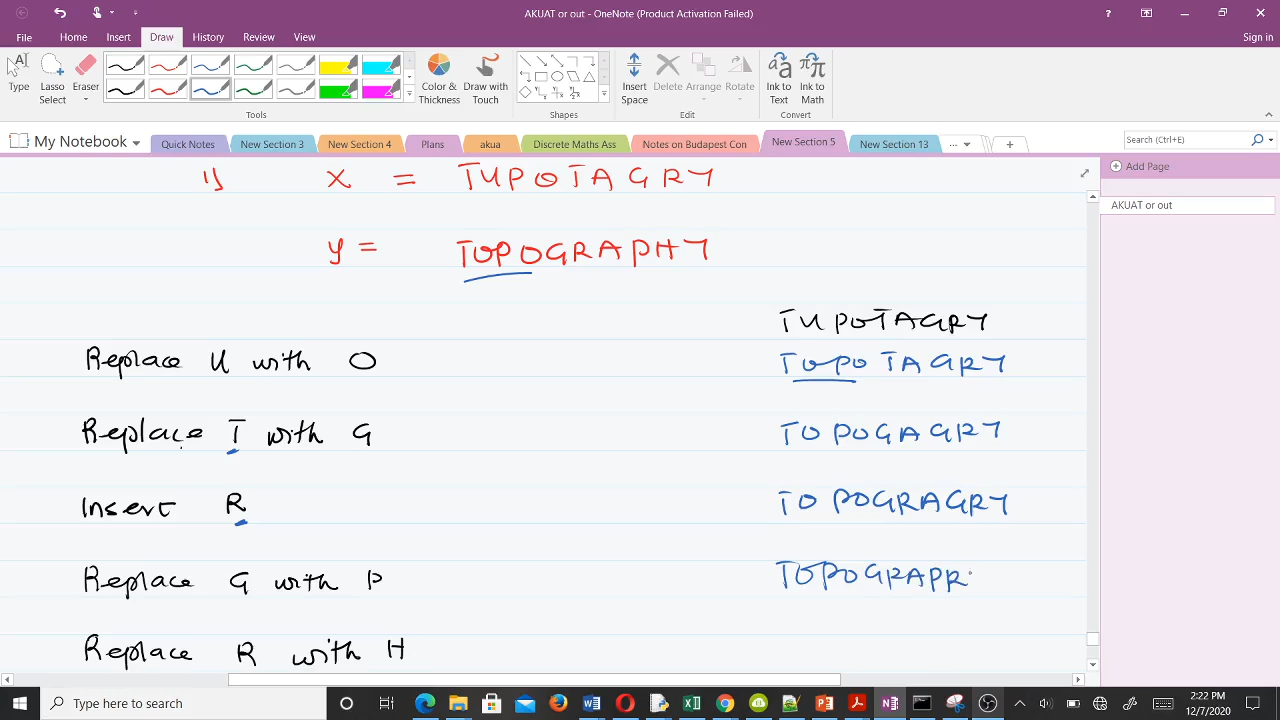 AKUAT or out - OneNote (Product Activation Failed)
File Home Insert Draw History Review View Sign in
Type Lasso Select Eraser Color & Thickness Draw with Touch Insert Space Delete Arrange Rotate Ink to Text Ink to Math
Tools Shapes Edit Convert
My Notebook Quick Notes New Section 3 New Section 4 Plans akua Discrete Maths Ass Notes on Budapest Con New Section 5 New Section 13 ... Search (Ctrl+E)
Add Page
AKUAT or out
X = TUPOTAGRY
y = TOPOGRAPHY
TUPOTAGRY
Replace U with O TOPOTAGRY
Replace T with G TOPOGAGRY
Insert R TOPOGRAGRY
Replace G with P TOPOGRAPR
Replace R with H
Type here to search
2:22 PM
12/7/2020